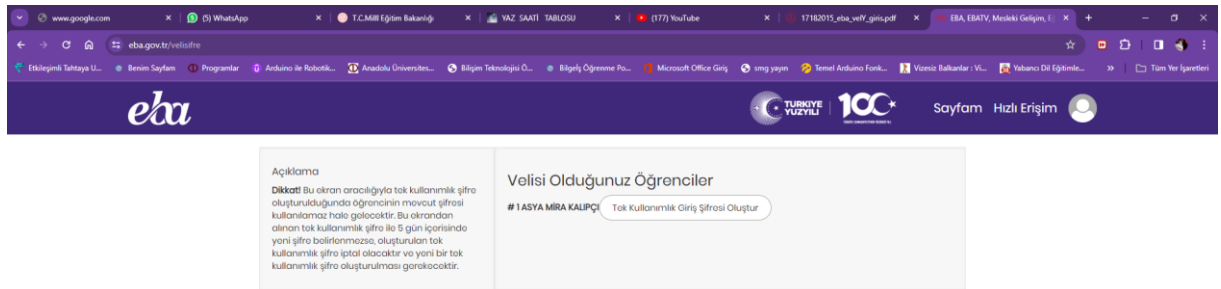 www.google.com
(5) WhatsApp
T.C.Millî Eğitim Bakanlığı
YAZ SAATİ TABLOSU
(177) YouTube
17182015_eba_velY_giris.pdf
EBA, EBATV, Mesleki Gelişim, E
eba.gov.tr/velisifre
Etkileşimli Tahtaya U...
Benim Sayfam
Programlar
Arduino ile Robotik...
Anadolu Üniversites...
Bilişim Teknolojisi Ö...
Bilgelş Öğrenme Po...
Microsoft Office Giriş
smg yayın
Temel Arduino Fonk...
Vizesiz Balkanlar : Vi...
Yabancı Dil Eğitimle...
Tüm Yer İşaretleri
eba
TÜRKİYE
YÜZYILI
100
Sayfam Hızlı Erişim
Açıklama
Dikkat! Bu ekran aracılığıyla tek kullanımlık şifre
oluşturulduğunda öğrencinin mevcut şifresi
kullanılamaz hale gelecektir. Bu ekrandan
alınan tek kullanımlık şifre ile 5 gün içerisinde
yeni şifre belirlenmezse, oluşturulan tek
kullanımlık şifre iptal olacaktır ve yeni bir tek
kullanımlık şifre oluşturulması gerekecektir.
Velisi Olduğunuz Öğrenciler
# 1 ASYA MİRA KALIPÇI Tek Kullanımlık Giriş Şifresi Oluştur